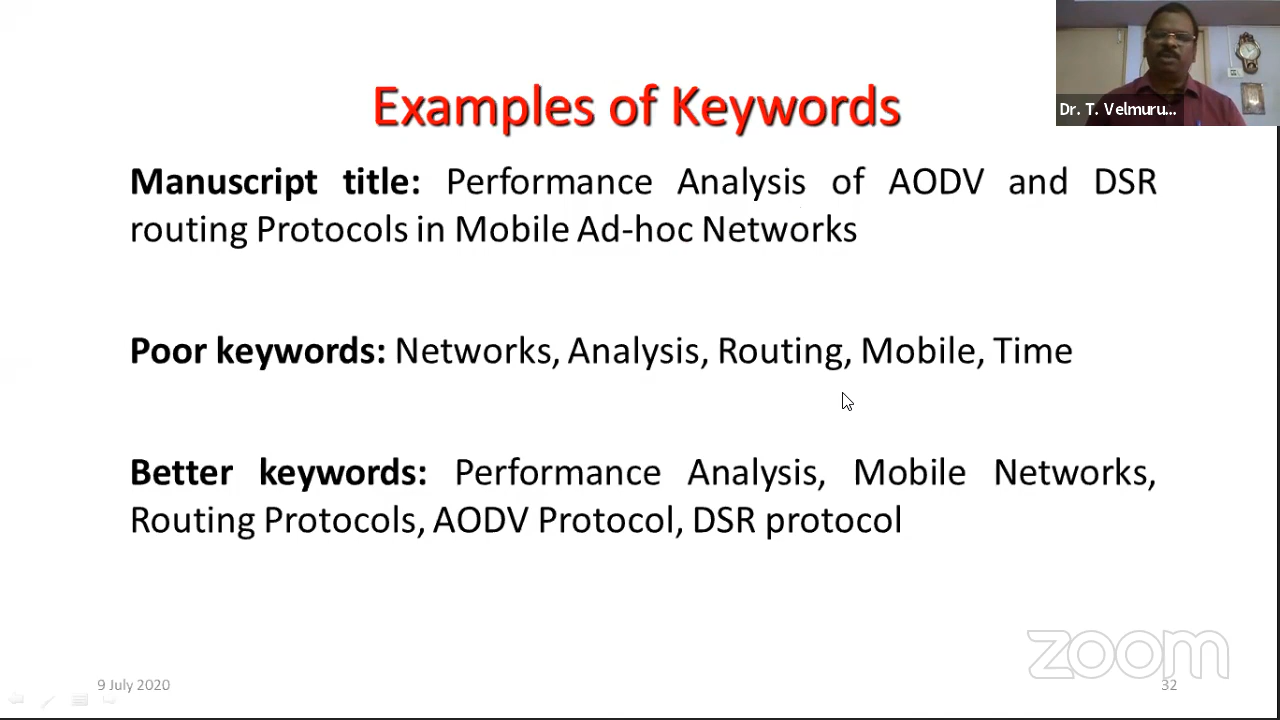 Dr. T. Velmuru...
Examples of Keywords
Manuscript title: Performance Analysis of AODV and DSR
routing Protocols in Mobile Ad-hoc Networks
Poor keywords: Networks, Analysis, Routing, Mobile, Time
Better keywords: Performance Analysis, Mobile Networks,
Routing Protocols, AODV Protocol, DSR protocol
zoom
9 July 2020
32